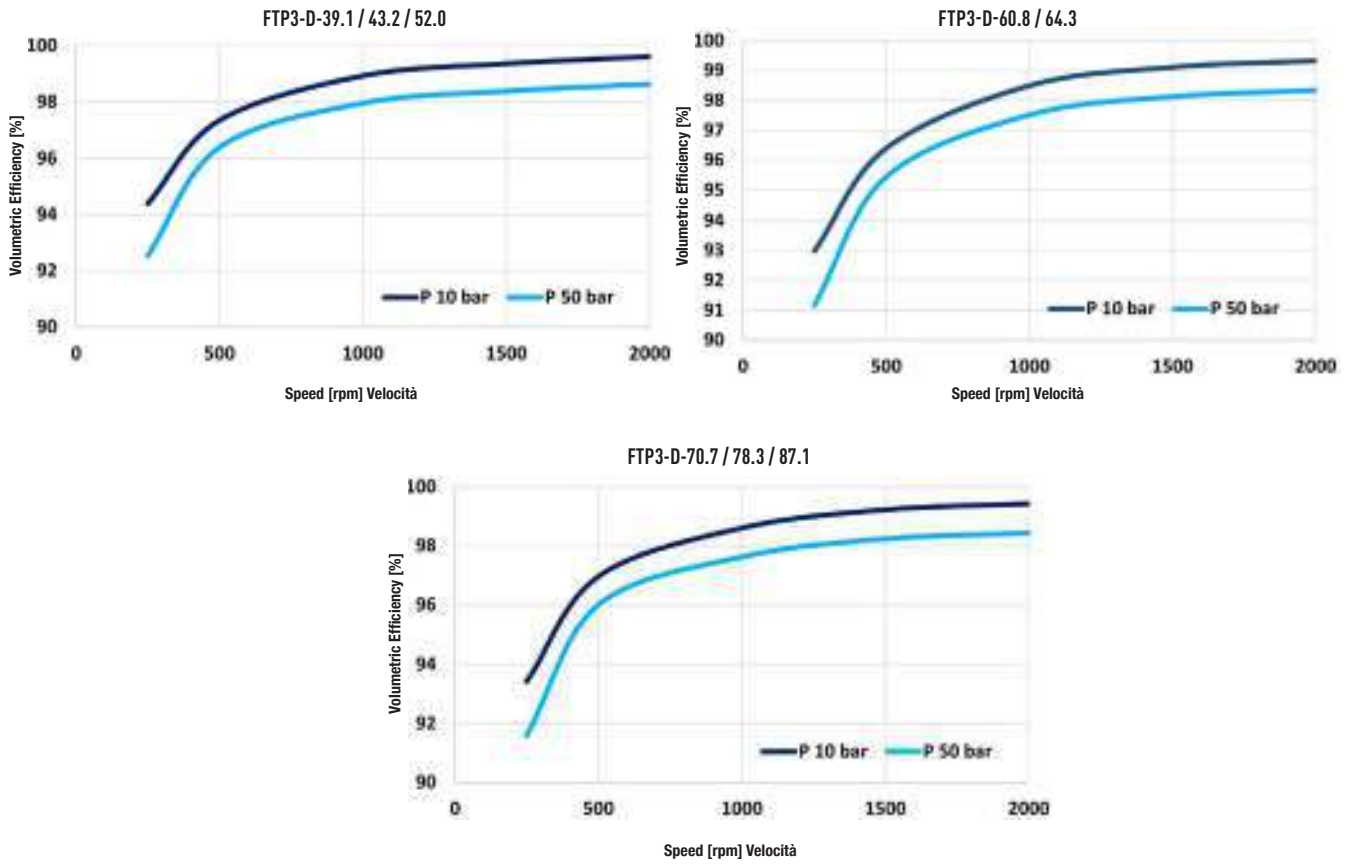 FTP3-D-39.1 / 43.2 / 52.0
Volumetric Efficiency [%]
100
98
96
94
92
90
P 10 bar P 50 bar
0 500 1000 1500 2000
Speed [rpm] Velocità
FTP3-D-60.8 / 64.3
Volumetric Efficiency [%]
100
99
98
97
96
95
94
93
92
91
90
P 10 bar P 50 bar
0 500 1000 1500 2000
Speed [rpm] Velocità
FTP3-D-70.7 / 78.3 / 87.1
Volumetric Efficiency [%]
100
98
96
94
92
90
P 10 bar P 50 bar
0 500 1000 1500 2000
Speed [rpm] Velocità